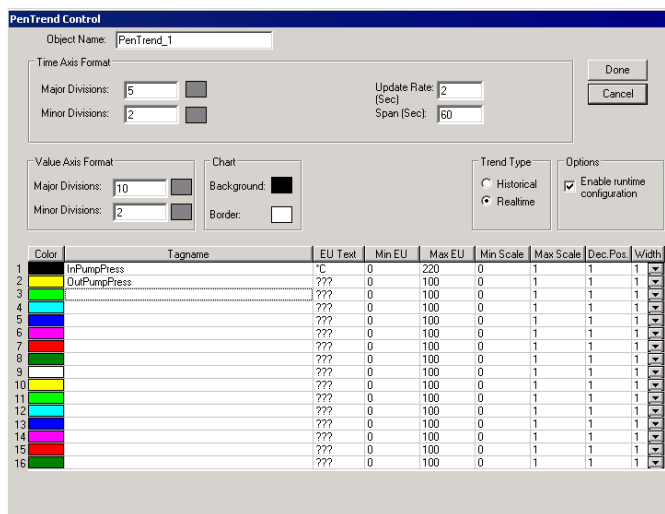 PenTrend Control
Object Name: PenTrend_1
Time Axis Format
Major Divisions: 5
Minor Divisions: 2
Update Rate: 2
(Sec)
Span (Sec): 60
Done
Cancel
Value Axis Format
Major Divisions: 10
Minor Divisions: 2
Chart
Background:
Border:
Trend Type
Historical
Realtime
Options
Enable runtime
configuration
Color Tagname EU Text Min EU Max EU Min Scale Max Scale Dec.Pos. Width
1 InPumpPress °C 0 220 0 1 1 1
2 OutPumpPress ??? 0 100 0 1 1 1
3 ??? 0 100 0 1 1 1
4 ??? 0 100 0 1 1 1
5 ??? 0 100 0 1 1 1
6 ??? 0 100 0 1 1 1
7 ??? 0 100 0 1 1 1
8 ??? 0 100 0 1 1 1
9 ??? 0 100 0 1 1 1
10 ??? 0 100 0 1 1 1
11 ??? 0 100 0 1 1 1
12 ??? 0 100 0 1 1 1
13 ??? 0 100 0 1 1 1
14 ??? 0 100 0 1 1 1
15 ??? 0 100 0 1 1 1
16 ??? 0 100 0 1 1 1